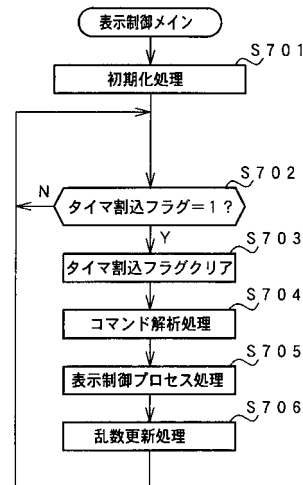 表示制御メイン
S701
初期化処理
S702
N
タイマ割込フラグ=1?
Y
S703
タイマ割込フラグクリア
S704
コマンド解析処理
S705
表示制御プロセス処理
S706
乱数更新処理